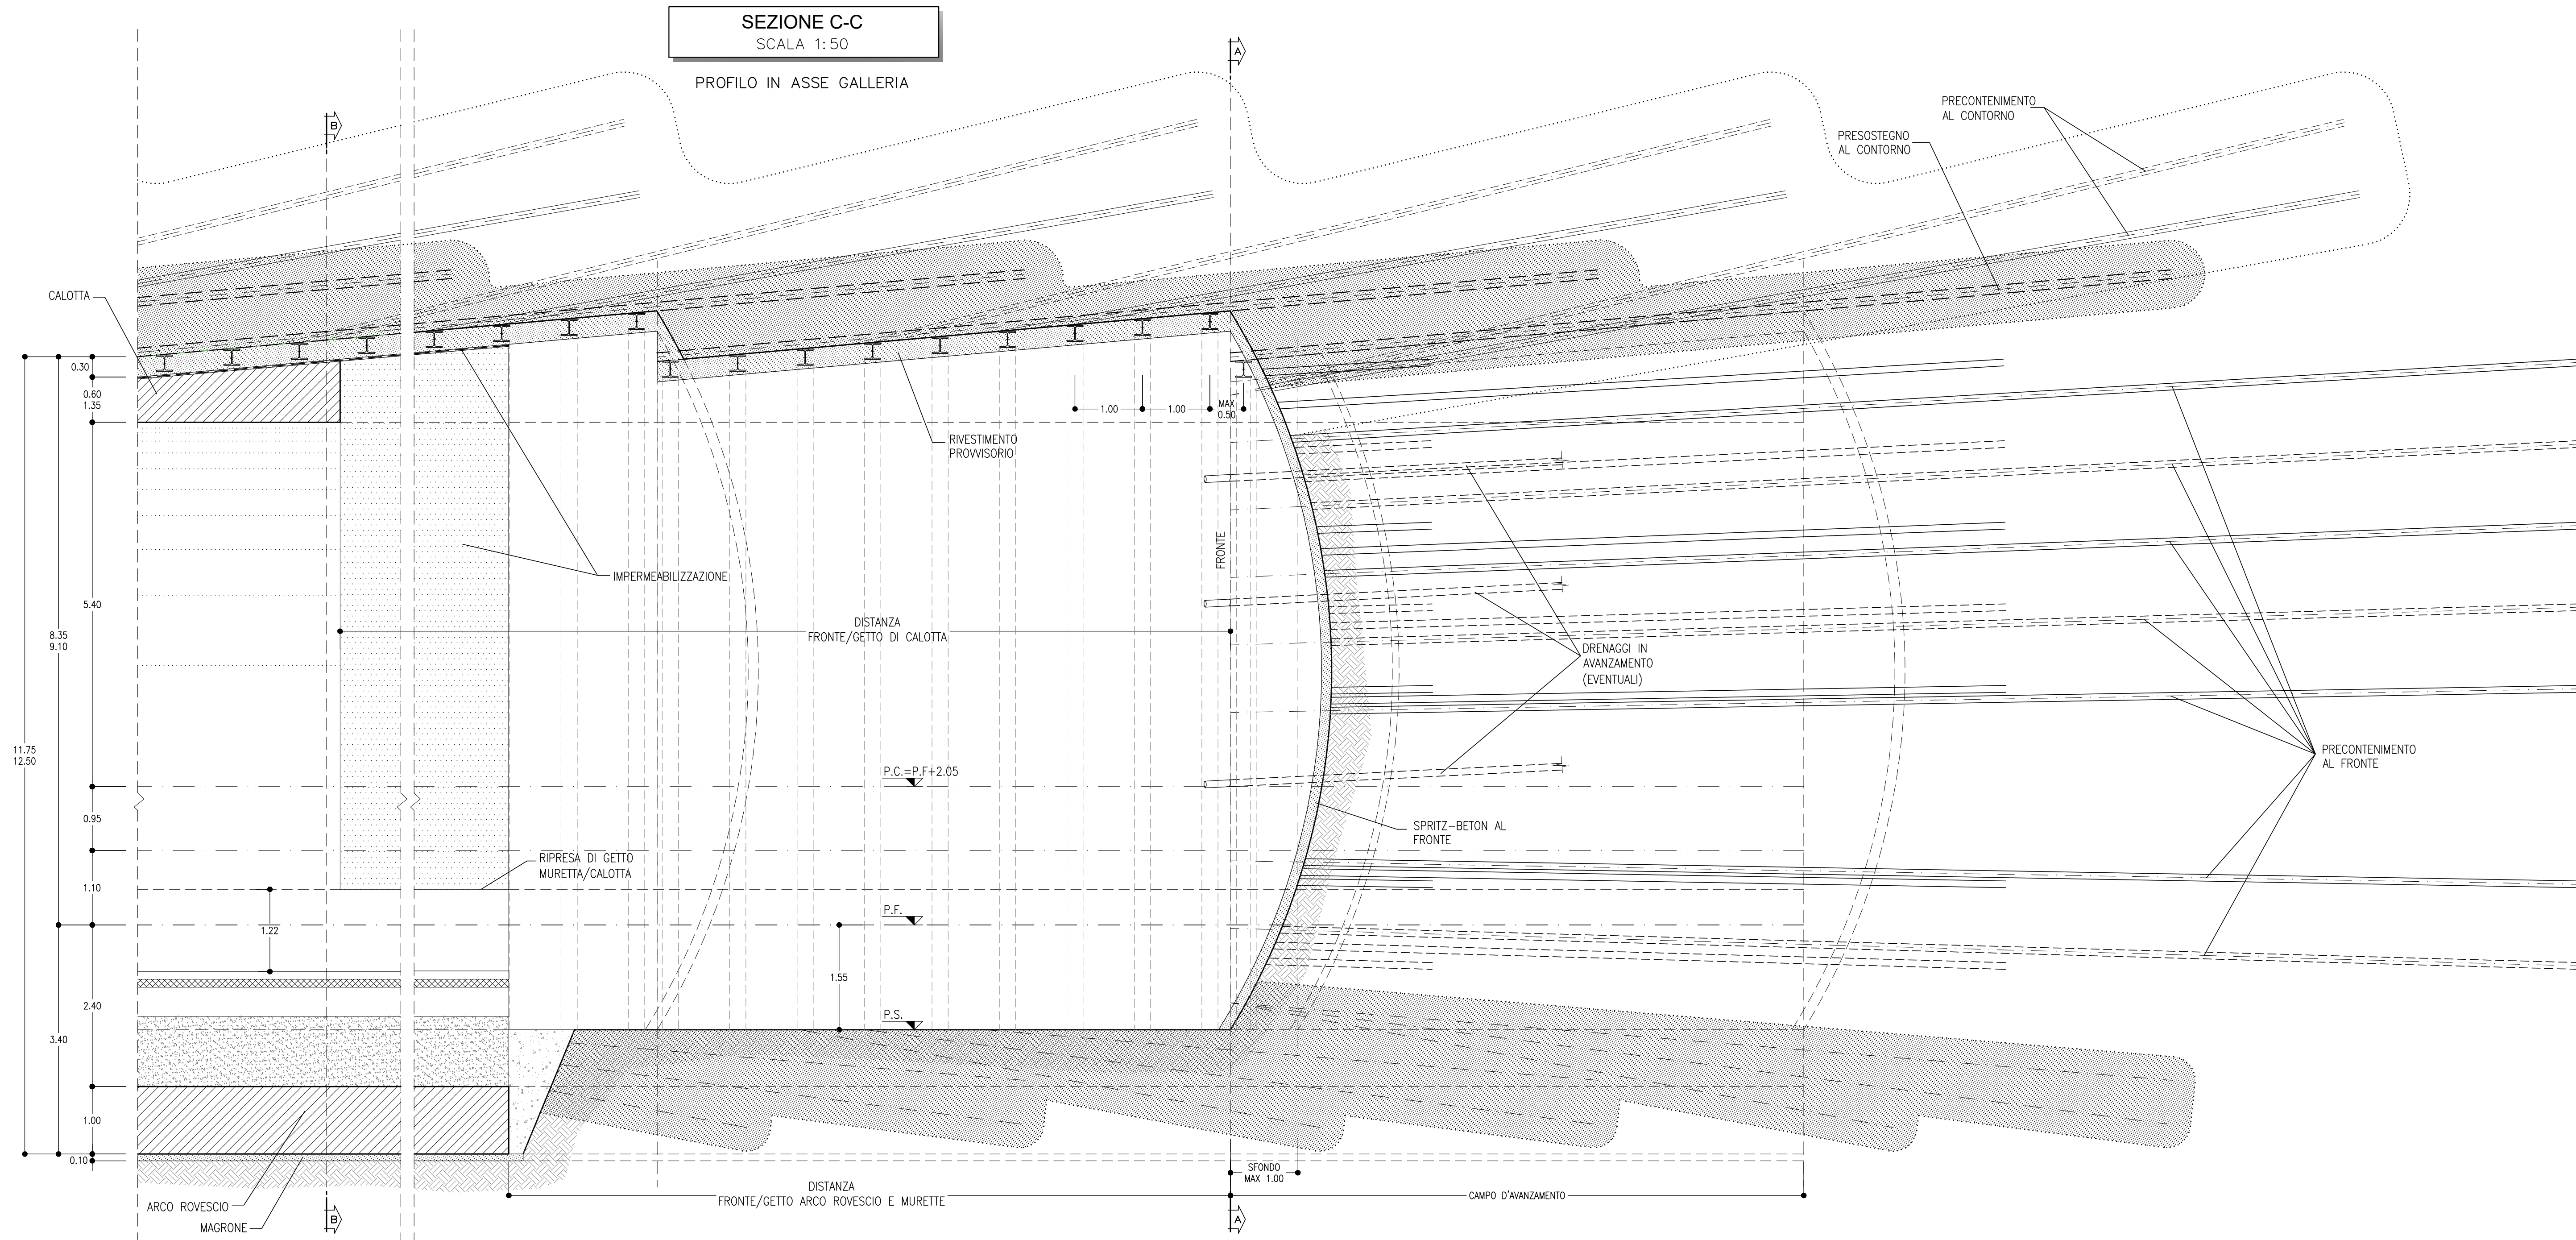 SEZIONE C-C
SCALA 1:50
PROFILO IN ASSE GALLERIA
A
B
PRECONTENIMENTO
AL CONTORNO
PRESOSTEGNO
AL CONTORNO
CALOTTA
0.30
0.60
1.35
1.00
1.00
MAX
0.50
RIVESTIMENTO
PROVVISORIO
FRONTE
IMPERMEABILIZZAZIONE
5.40
8.35
9.10
DISTANZA
FRONTE/GETTO DI CALOTTA
DRENAGGI IN
AVANZAMENTO
(EVENTUALI)
11.75
12.50
PRECONTENIMENTO
AL FRONTE
P.C.=P.F+2.05
0.95
SPRITZ-BETON AL
FRONTE
RIPRESA DI GETTO
MURETTA/CALOTTA
1.10
P.F.
1.22
1.55
2.40
P.S.
3.40
1.00
0.10
SFONDO
MAX 1.00
DISTANZA
FRONTE/GETTO ARCO ROVESCIO E MURETTE
CAMPO D'AVANZAMENTO
ARCO ROVESCIO
MAGRONE
B
A